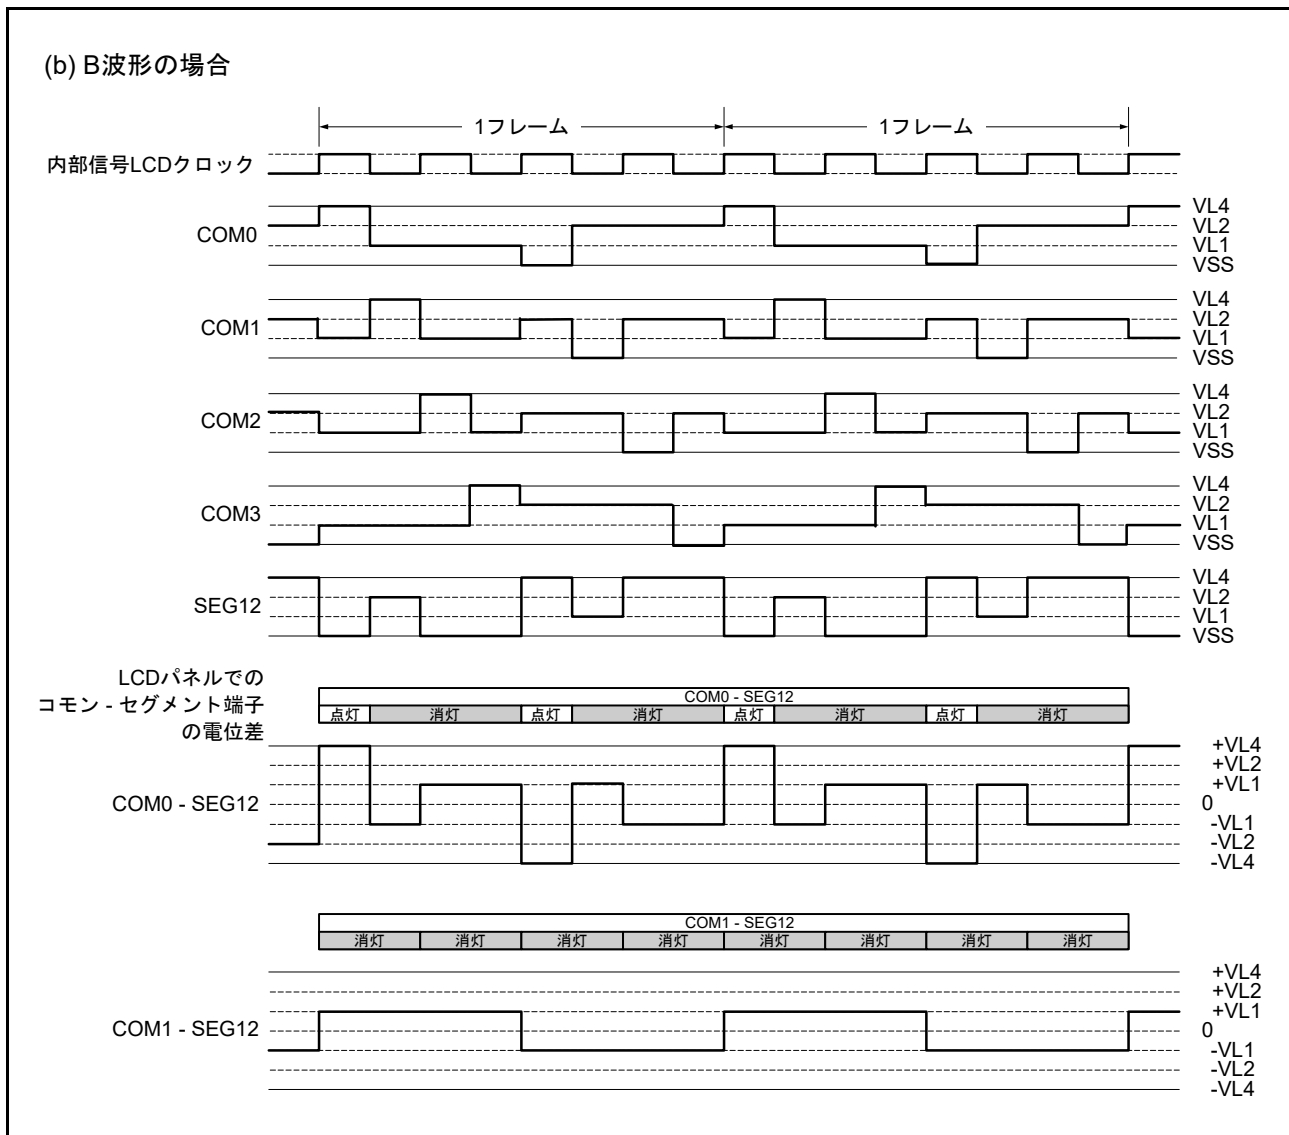 (b) B波形の場合
1フレーム 1フレーム
内部信号LCDクロック
COM0
VL4
VL2
VL1
VSS
COM1
VL4
VL2
VL1
VSS
COM2
VL4
VL2
VL1
VSS
COM3
VL4
VL2
VL1
VSS
SEG12
VL4
VL2
VL1
VSS
LCDパネルでの
コモン - セグメント端子
の電位差
COM0 - SEG12
点灯 消灯 点灯 消灯 点灯 消灯 点灯 消灯
COM0 - SEG12
+VL4
+VL2
+VL1
0
-VL1
-VL2
-VL4
COM1 - SEG12
消灯 消灯 消灯 消灯 消灯 消灯 消灯 消灯
COM1 - SEG12
+VL4
+VL2
+VL1
0
-VL1
-VL2
-VL4